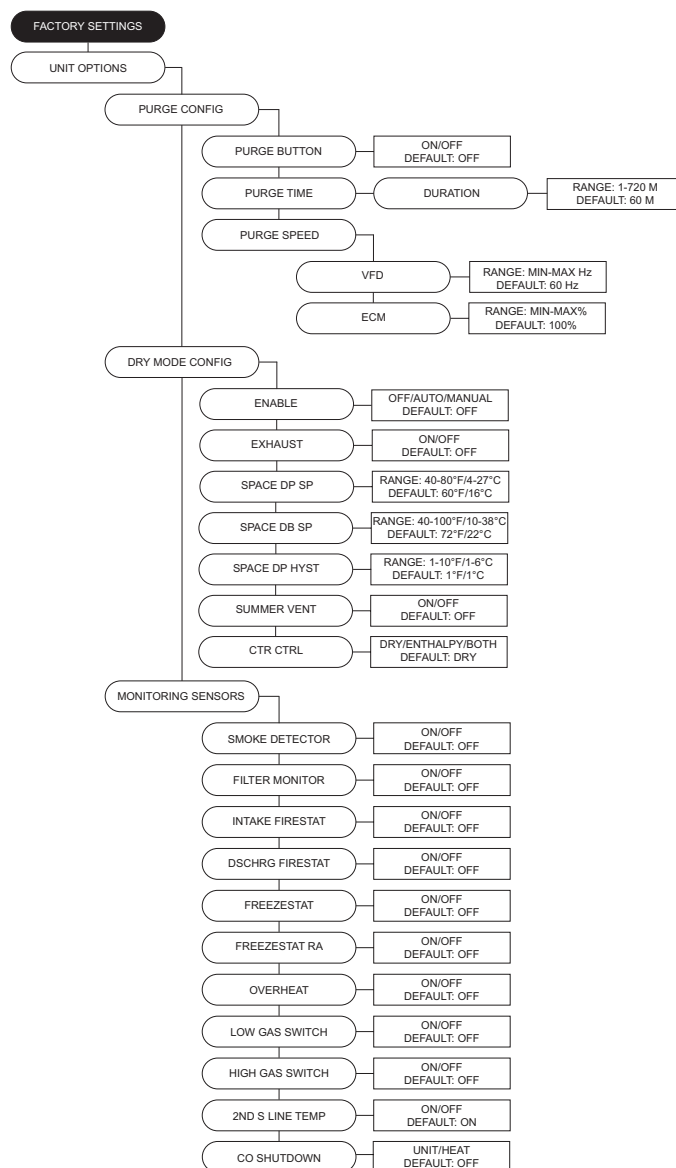 FACTORY SETTINGS
UNIT OPTIONS
PURGE CONFIG
PURGE BUTTON
ON/OFF
DEFAULT: OFF
PURGE TIME
DURATION
RANGE: 1-720 M
DEFAULT: 60 M
PURGE SPEED
VFD
RANGE: MIN-MAX Hz
DEFAULT: 60 Hz
ECM
RANGE: MIN-MAX%
DEFAULT: 100%
DRY MODE CONFIG
ENABLE
OFF/AUTO/MANUAL
DEFAULT: OFF
EXHAUST
ON/OFF
DEFAULT: OFF
SPACE DP SP
RANGE: 40-80°F/4-27°C
DEFAULT: 60°F/16°C
SPACE DB SP
RANGE: 40-100°F/10-38°C
DEFAULT: 72°F/22°C
SPACE DP HYST
RANGE: 1-10°F/1-6°C
DEFAULT: 1°F/1°C
SUMMER VENT
ON/OFF
DEFAULT: OFF
CTR CTRL
DRY/ENTHALPY/BOTH
DEFAULT: DRY
MONITORING SENSORS
SMOKE DETECTOR
ON/OFF
DEFAULT: OFF
FILTER MONITOR
ON/OFF
DEFAULT: OFF
INTAKE FIRESTAT
ON/OFF
DEFAULT: OFF
DSCHRG FIRESTAT
ON/OFF
DEFAULT: OFF
FREEZESTAT
ON/OFF
DEFAULT: OFF
FREEZESTAT RA
ON/OFF
DEFAULT: OFF
OVERHEAT
ON/OFF
DEFAULT: OFF
LOW GAS SWITCH
ON/OFF
DEFAULT: OFF
HIGH GAS SWITCH
ON/OFF
DEFAULT: OFF
2ND S LINE TEMP
ON/OFF
DEFAULT: ON
CO SHUTDOWN
UNIT/HEAT
DEFAULT: OFF